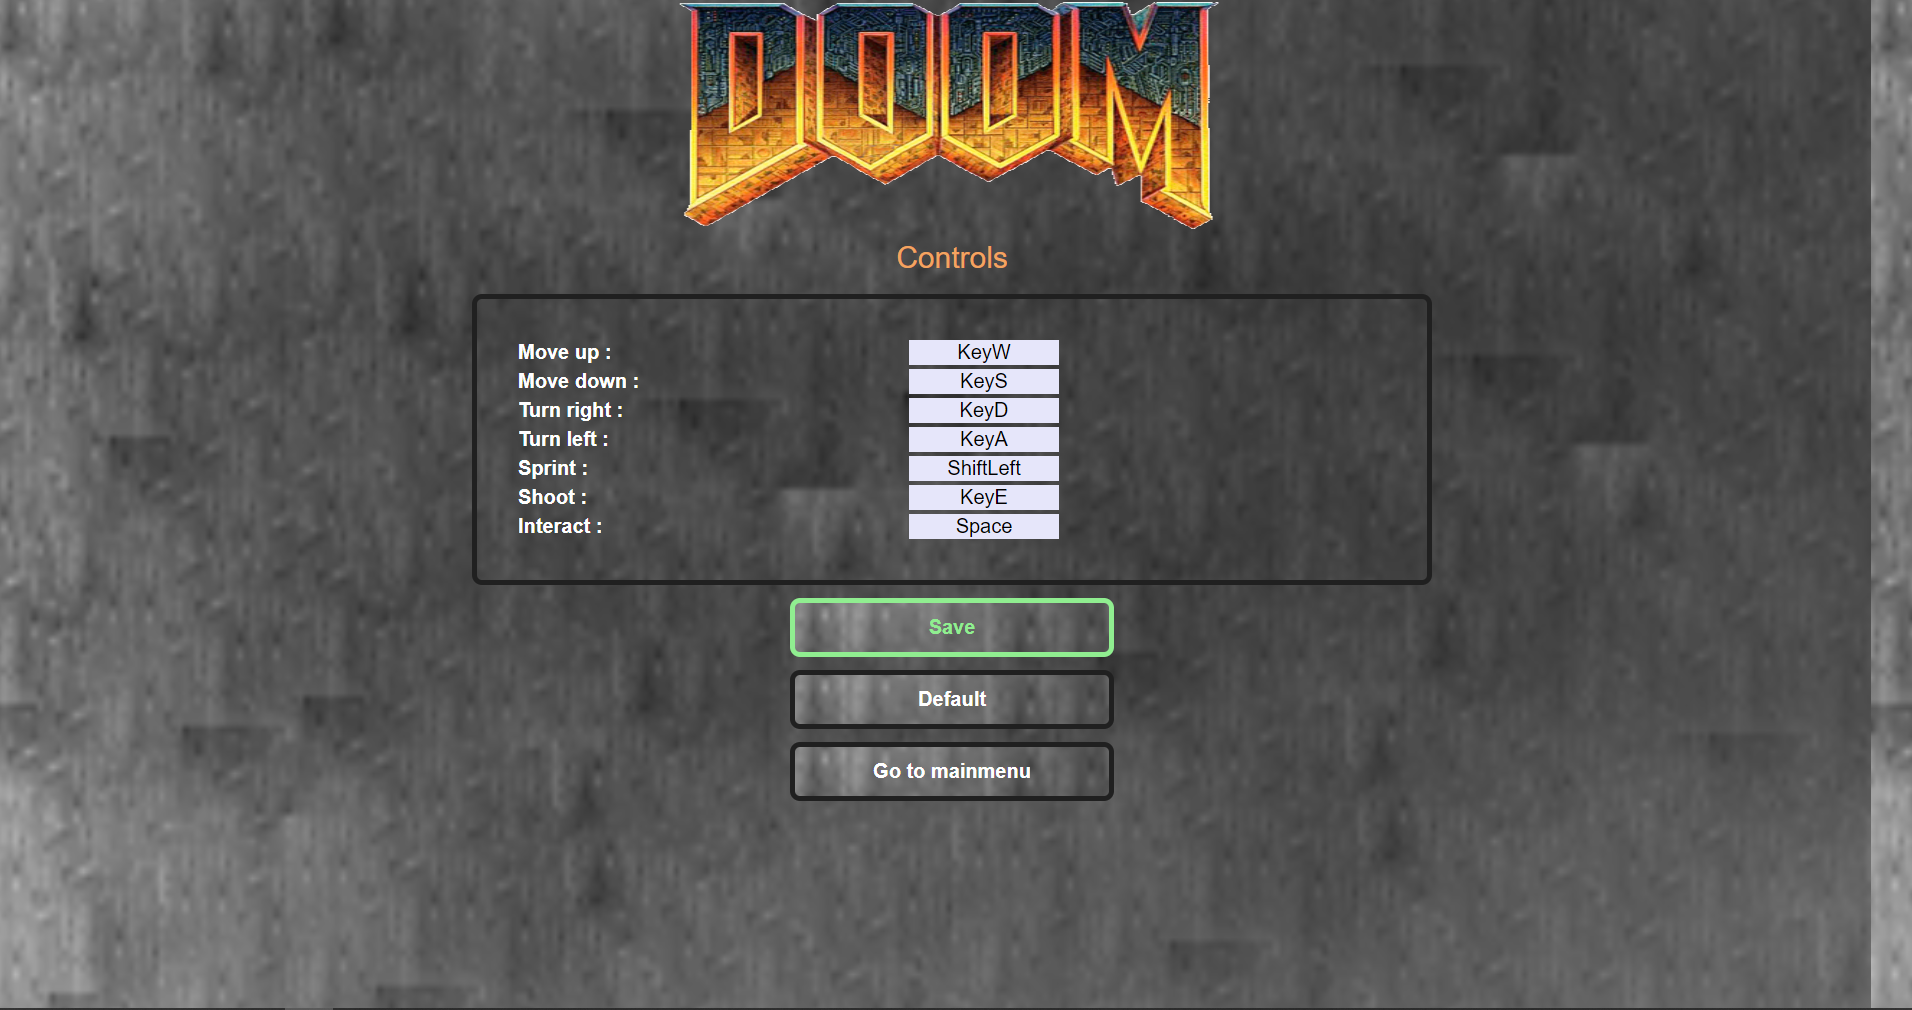 DOOM
Controls
Move up : KeyW
Move down : KeyS
Turn right : KeyD
Turn left : KeyA
Sprint : ShiftLeft
Shoot : KeyE
Interact : Space
Save
Default
Go to mainmenu